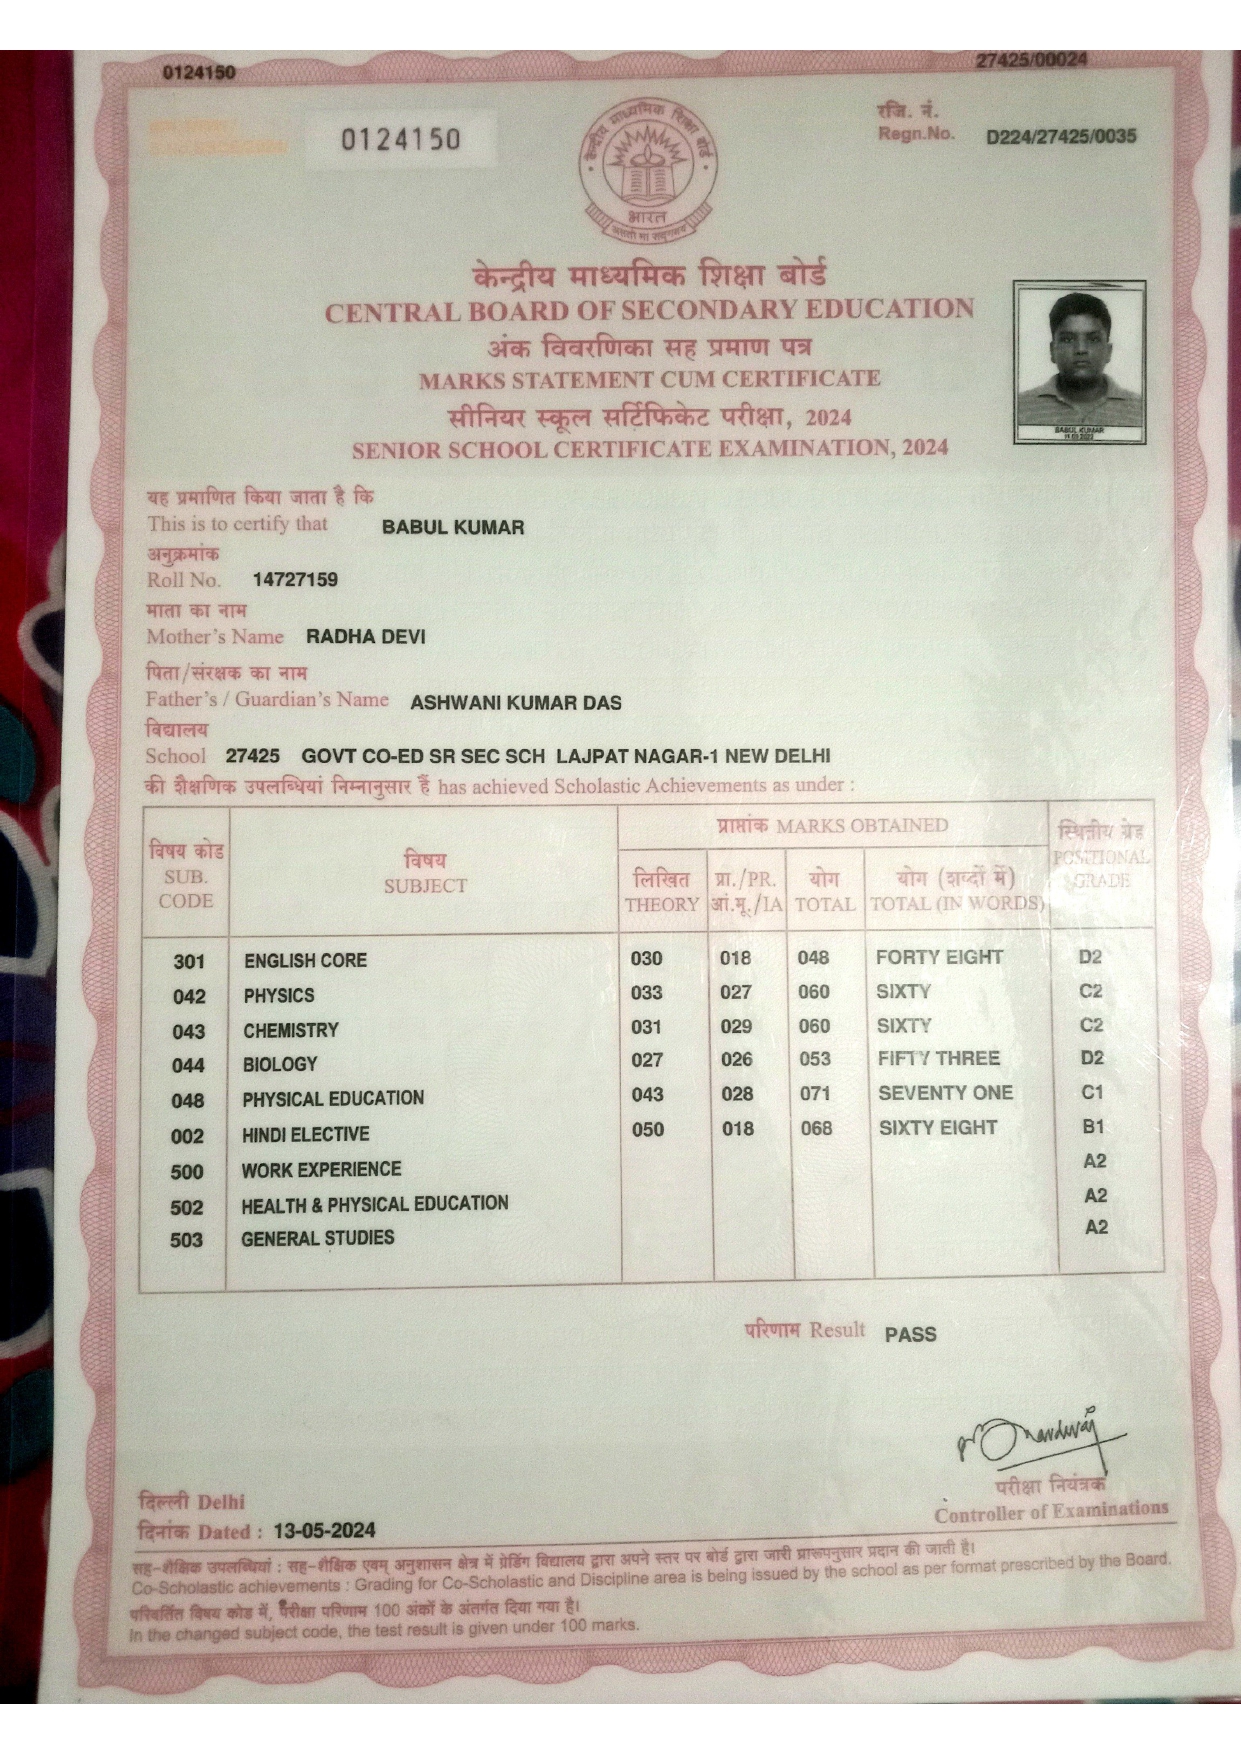 0124150
27425/00024
0124150
रजि. नं.
Regn.No. D224/27425/0035
केन्द्रीय माध्यमिक शिक्षा बोर्ड
भारत
असतो मा सद्गमय
केन्द्रीय माध्यमिक शिक्षा बोर्ड
CENTRAL BOARD OF SECONDARY EDUCATION
अंक विवरणिका सह प्रमाण पत्र
MARKS STATEMENT CUM CERTIFICATE
सीनियर स्कूल सर्टिफिकेट परीक्षा, 2024
SENIOR SCHOOL CERTIFICATE EXAMINATION, 2024
BABUL KUMAR
यह प्रमाणित किया जाता है कि
This is to certify that BABUL KUMAR
अनुक्रमांक
Roll No. 14727159
माता का नाम
Mother's Name RADHA DEVI
पिता/संरक्षक का नाम
Father's / Guardian's Name ASHWANI KUMAR DAS
विद्यालय
School 27425 GOVT CO-ED SR SEC SCH LAJPAT NAGAR-1 NEW DELHI
की शैक्षणिक उपलब्धियां निम्नानुसार हैं has achieved Scholastic Achievements as under :
विषय कोड
SUB.
CODE
विषय
SUBJECT
प्राप्तांक MARKS OBTAINED
लिखित
THEORY
प्रा./PR.
आं.मू./IA
योग
TOTAL
योग (शब्दों में)
TOTAL (IN WORDS)
स्थितीय ग्रेड
POSITIONAL
GRADE
301 ENGLISH CORE 030 018 048 FORTY EIGHT D2
042 PHYSICS 033 027 060 SIXTY C2
043 CHEMISTRY 031 029 060 SIXTY C2
044 BIOLOGY 027 026 053 FIFTY THREE D2
048 PHYSICAL EDUCATION 043 028 071 SEVENTY ONE C1
002 HINDI ELECTIVE 050 018 068 SIXTY EIGHT B1
500 WORK EXPERIENCE A2
502 HEALTH & PHYSICAL EDUCATION A2
503 GENERAL STUDIES A2
परिणाम Result PASS
परीक्षा नियंत्रक
Controller of Examinations
दिल्ली Delhi
दिनांक Dated : 13-05-2024
सह-शैक्षिक उपलब्धियां : सह-शैक्षिक एवम् अनुशासन क्षेत्र में ग्रेडिंग विद्यालय द्वारा अपने स्तर पर बोर्ड द्वारा जारी प्रारूपनुसार प्रदान की जाती है।
Co-Scholastic achievements : Grading for Co-Scholastic and Discipline area is being issued by the school as per format prescribed by the Board.
परिवर्तित विषय कोड में, परीक्षा परिणाम 100 अंकों के अंतर्गत दिया गया है।
In the changed subject code, the test result is given under 100 marks.